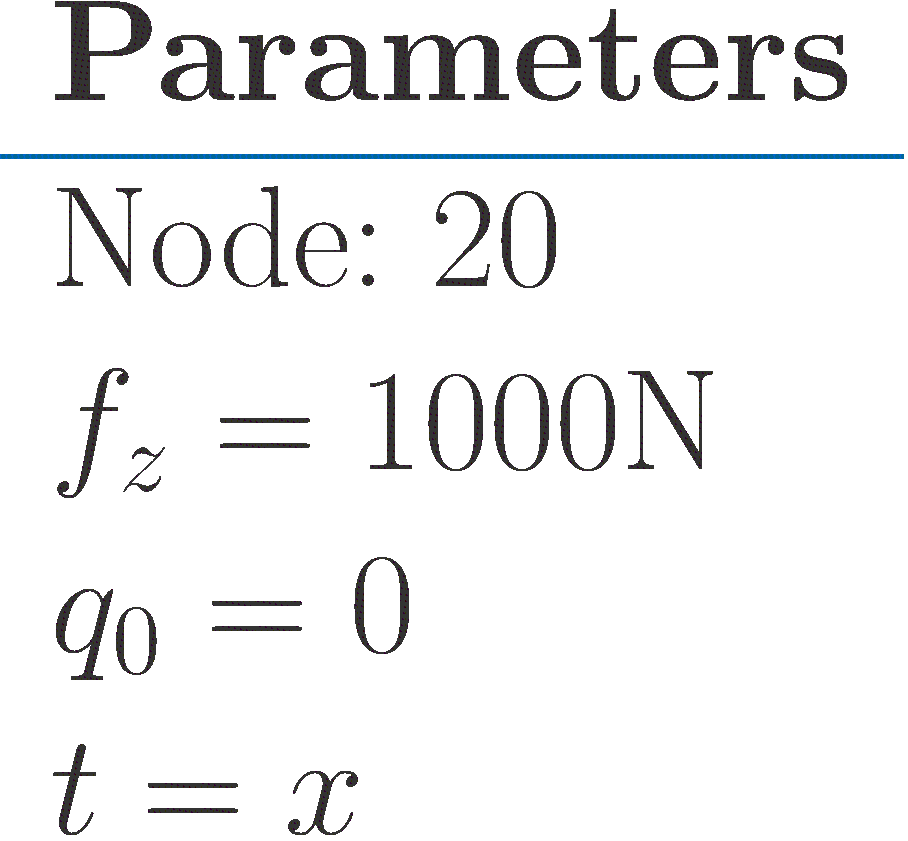 Parameters
Node: 20
f_z = 1000N
q_0 = 0
t = x